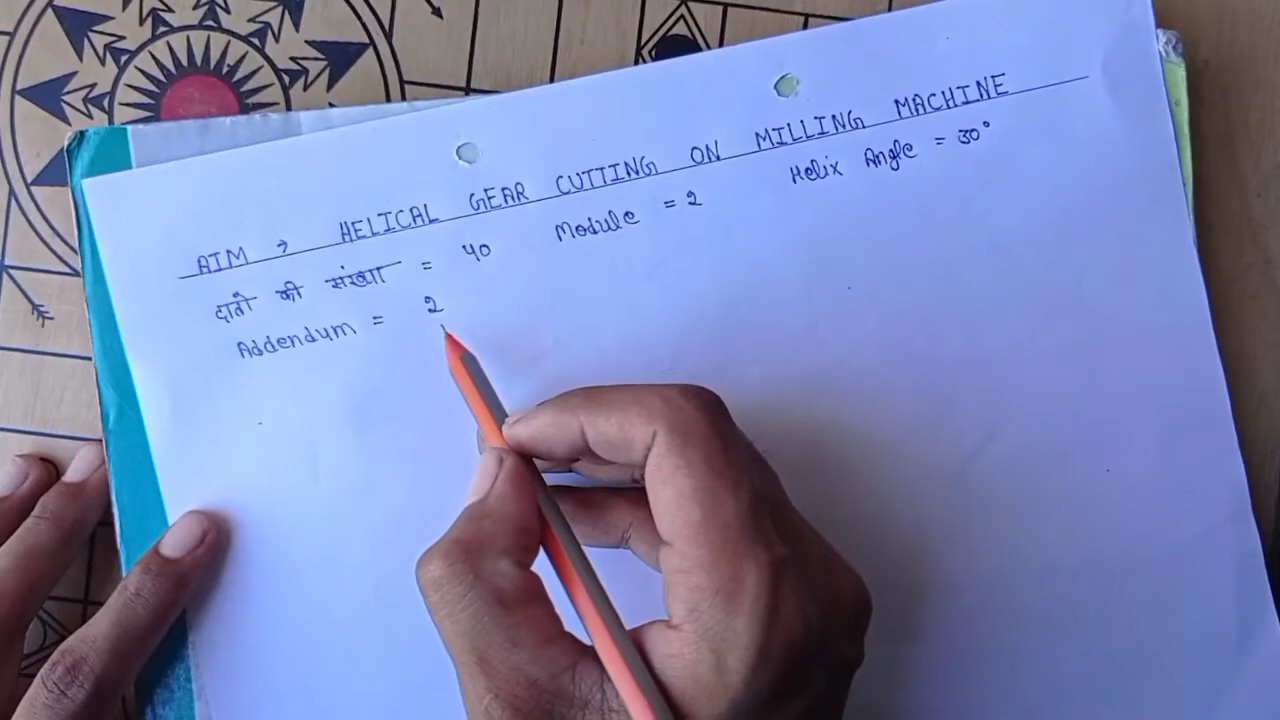 AIM → HELICAL GEAR CUTTING ON MILLING MACHINE
दातो की संख्या = 40 Module = 2 Helix Angle = 30°
Addendum = 2